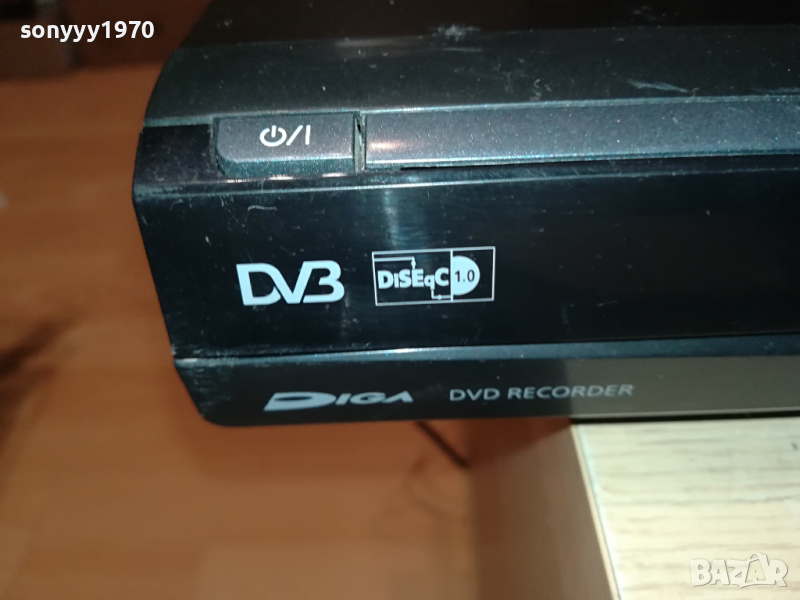 sonyyy1970
⏻/I
DVB
DiSEqC 1.0
DIGA DVD RECORDER
BAZAR